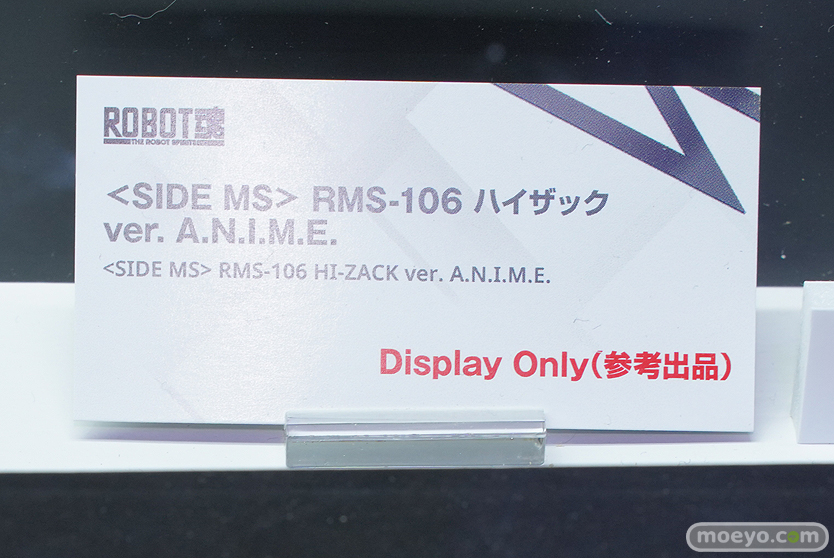 ROBOT魂
THE ROBOT SPIRITS
<SIDE MS> RMS-106 ハイザック
ver. A.N.I.M.E.
<SIDE MS> RMS-106 HI-ZACK ver. A.N.I.M.E.
Display Only(参考出品)
moeyo.com